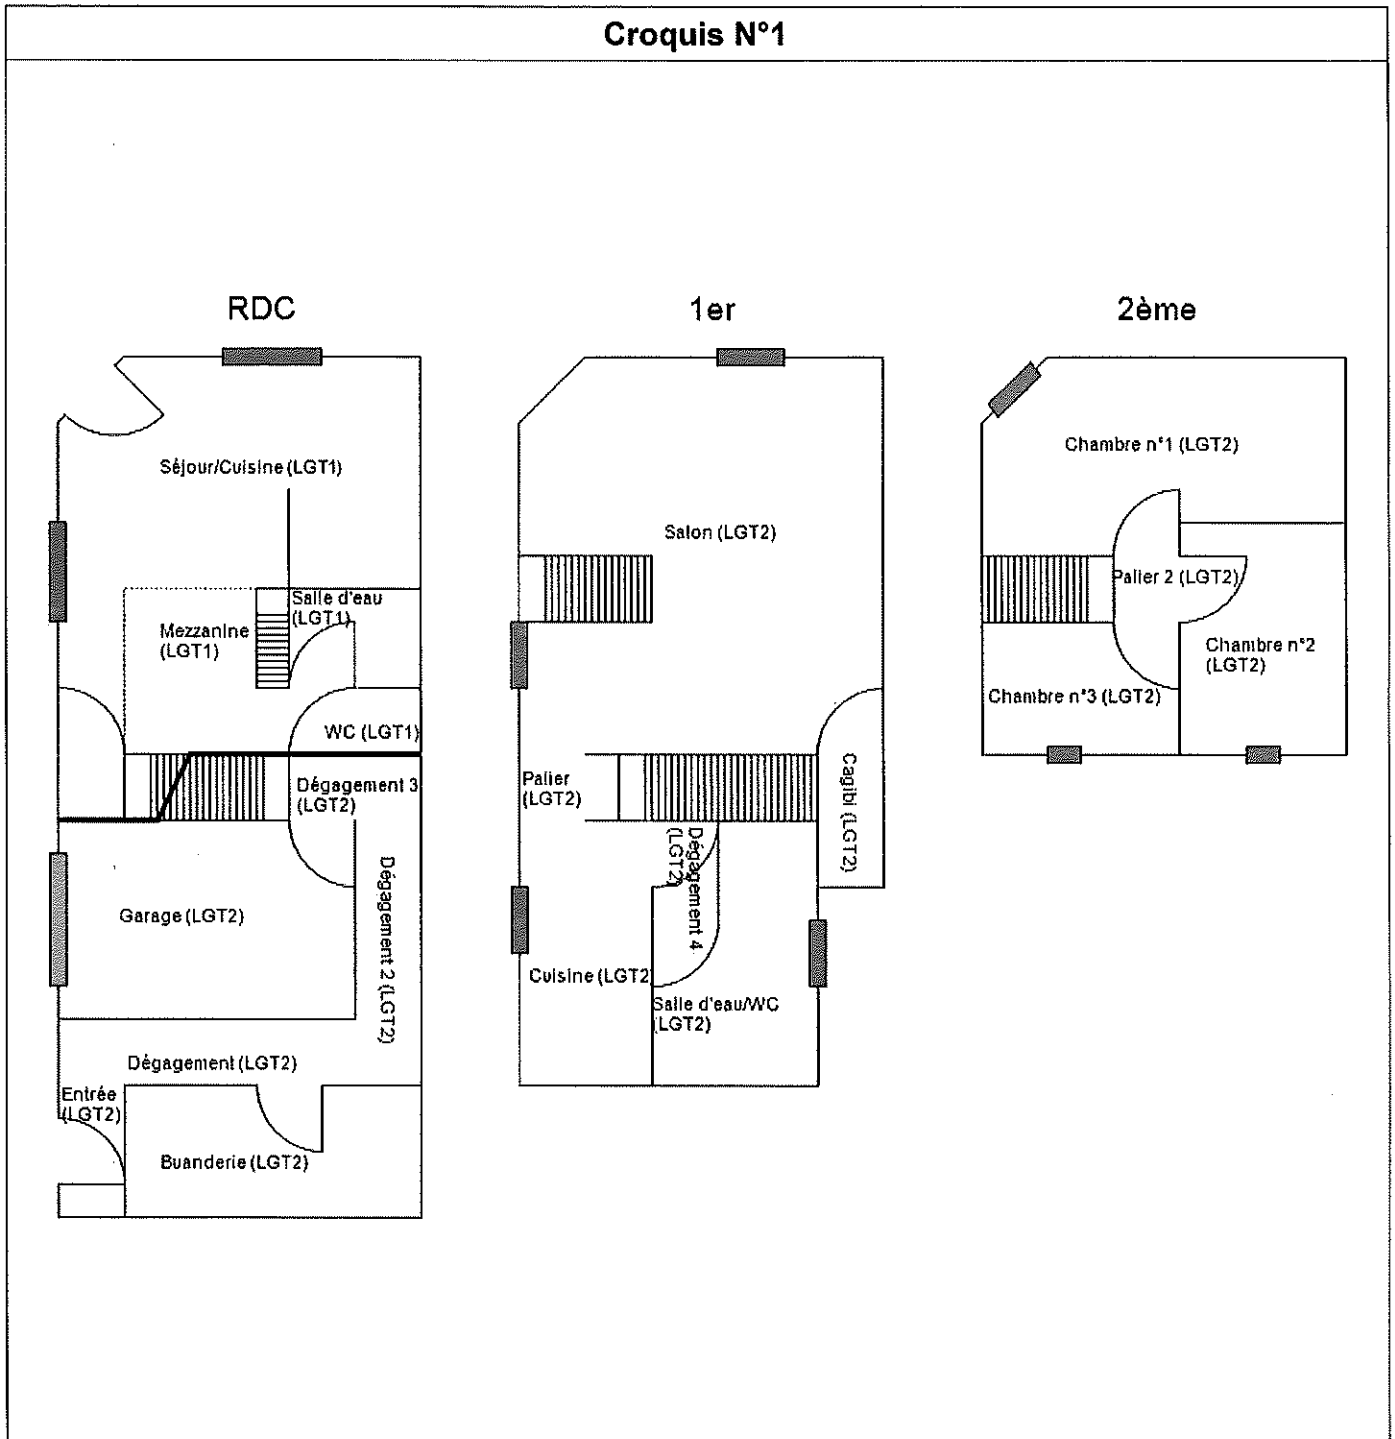 Croquis N°1
RDC
1er
2ème
Séjour/Cuisine (LGT1)
Salle d'eau
(LGT1)
Mezzanine
(LGT1)
WC (LGT1)
Dégagement 3
(LGT2)
Garage (LGT2)
Dégagement 2 (LGT2)
Dégagement (LGT2)
Entrée
(LGT2)
Buanderie (LGT2)
Salon (LGT2)
Palier
(LGT2)
Cagibi (LGT2)
Dégagement 4
(LGT2)
Cuisine (LGT2)
Salle d'eau/WC
(LGT2)
Chambre n°1 (LGT2)
Palier 2 (LGT2)
Chambre n°2
(LGT2)
Chambre n°3 (LGT2)